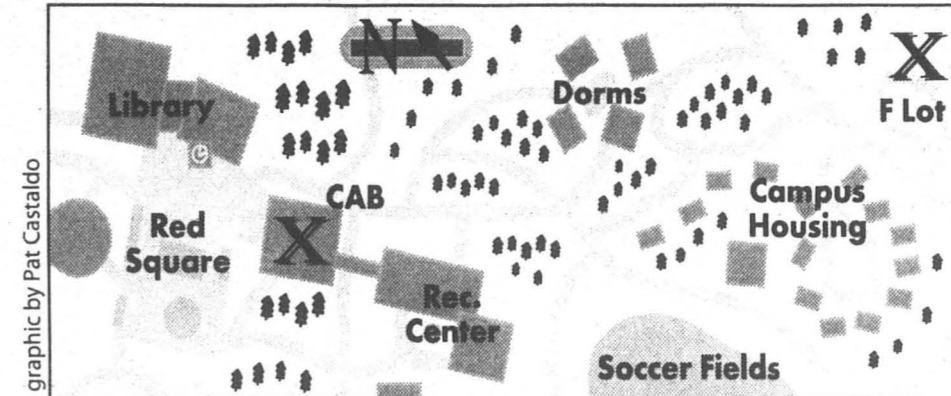 N
X
F Lot
Library
Dorms
CAB
X
Red
Square
Campus
Housing
Rec.
Center
Soccer Fields
graphic by Pat Castaldo